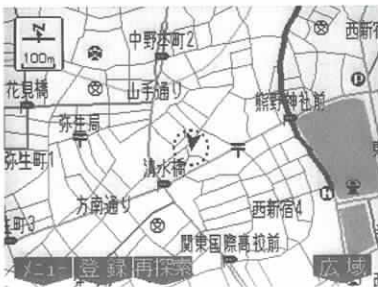 N
中野本町2
西新宿
100m
花見橋
山手通り
熊野神社前
弥生局
弥生町1
清水橋
方南通り
西新宿4
生町3
関東国際高校前
メニュー
登録
再探索
広域